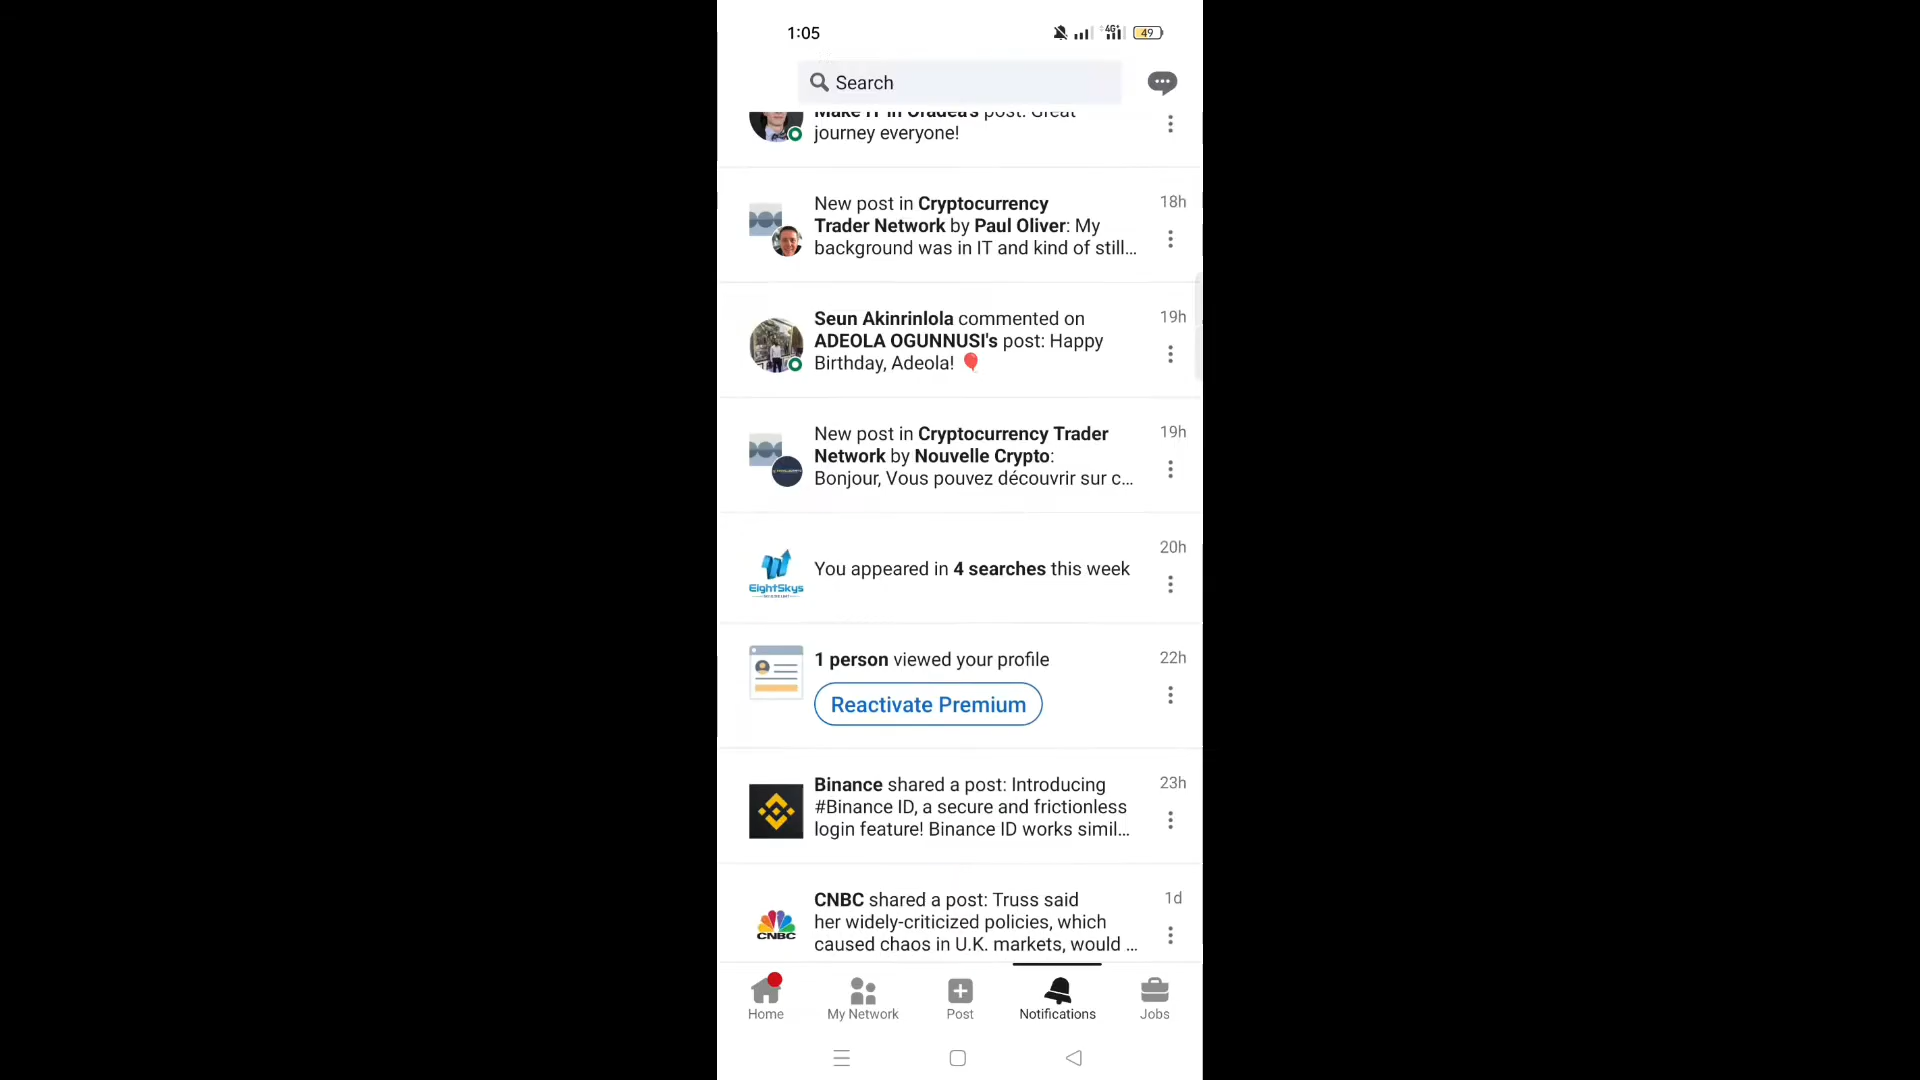 1:05
4G+
49
Search
Make IT in Oradea's post: Great
journey everyone!
New post in Cryptocurrency
Trader Network by Paul Oliver: My
background was in IT and kind of still...
18h
Seun Akinrinlola commented on
ADEOLA OGUNNUSI's post: Happy
Birthday, Adeola! 🎈
19h
New post in Cryptocurrency Trader
Network by Nouvelle Crypto:
Bonjour, Vous pouvez découvrir sur c...
19h
EightSkys
You appeared in 4 searches this week
20h
1 person viewed your profile
22h
Reactivate Premium
Binance shared a post: Introducing
#Binance ID, a secure and frictionless
login feature! Binance ID works simil...
23h
CNBC
CNBC shared a post: Truss said
her widely-criticized policies, which
caused chaos in U.K. markets, would ...
1d
Home
My Network
Post
Notifications
Jobs